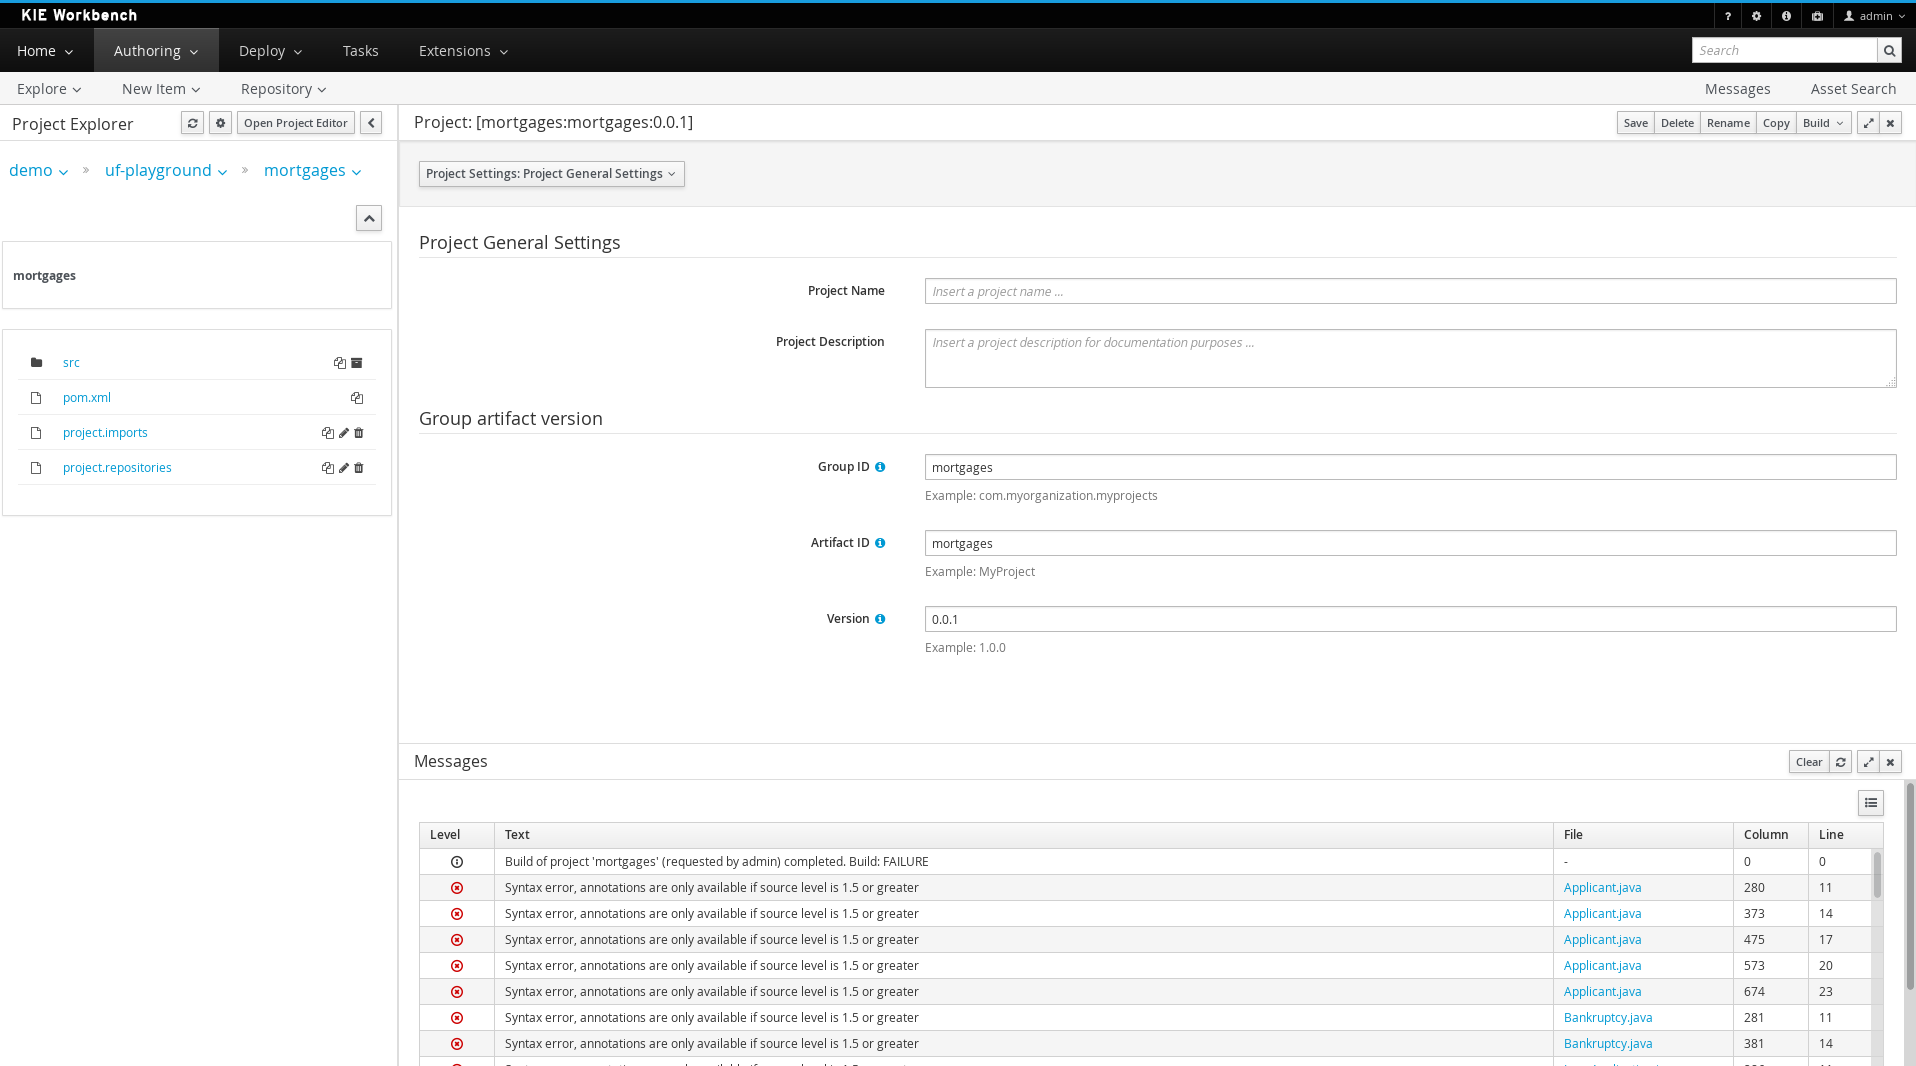 KIE Workbench
? admin
Home Authoring Deploy Tasks Extensions Search
Explore New Item Repository Messages Asset Search
Project Explorer Open Project Editor
demo » uf-playground » mortgages
mortgages
src
pom.xml
project.imports
project.repositories
Project: [mortgages:mortgages:0.0.1] Save Delete Rename Copy Build
Project Settings: Project General Settings
Project General Settings
Project Name Insert a project name ...
Project Description Insert a project description for documentation purposes ...
Group artifact version
Group ID mortgages
Example: com.myorganization.myprojects
Artifact ID mortgages
Example: MyProject
Version 0.0.1
Example: 1.0.0
Messages Clear
Level Text File Column Line
Build of project 'mortgages' (requested by admin) completed. Build: FAILURE - 0 0
Syntax error, annotations are only available if source level is 1.5 or greater Applicant.java 280 11
Syntax error, annotations are only available if source level is 1.5 or greater Applicant.java 373 14
Syntax error, annotations are only available if source level is 1.5 or greater Applicant.java 475 17
Syntax error, annotations are only available if source level is 1.5 or greater Applicant.java 573 20
Syntax error, annotations are only available if source level is 1.5 or greater Applicant.java 674 23
Syntax error, annotations are only available if source level is 1.5 or greater Bankruptcy.java 281 11
Syntax error, annotations are only available if source level is 1.5 or greater Bankruptcy.java 381 14